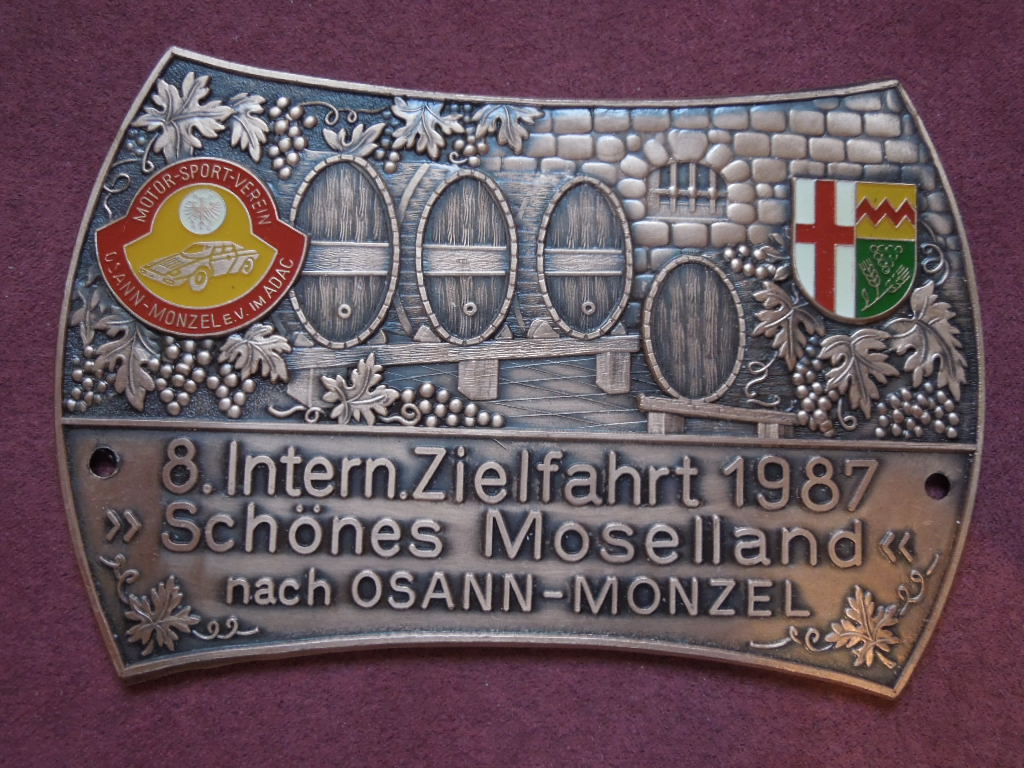 MOTOR-SPORT-VEREIN
OSANN-MONZEL E.V. IM ADAC
8. Intern. Zielfahrt 1987
»Schönes Moselland«
nach OSANN-MONZEL